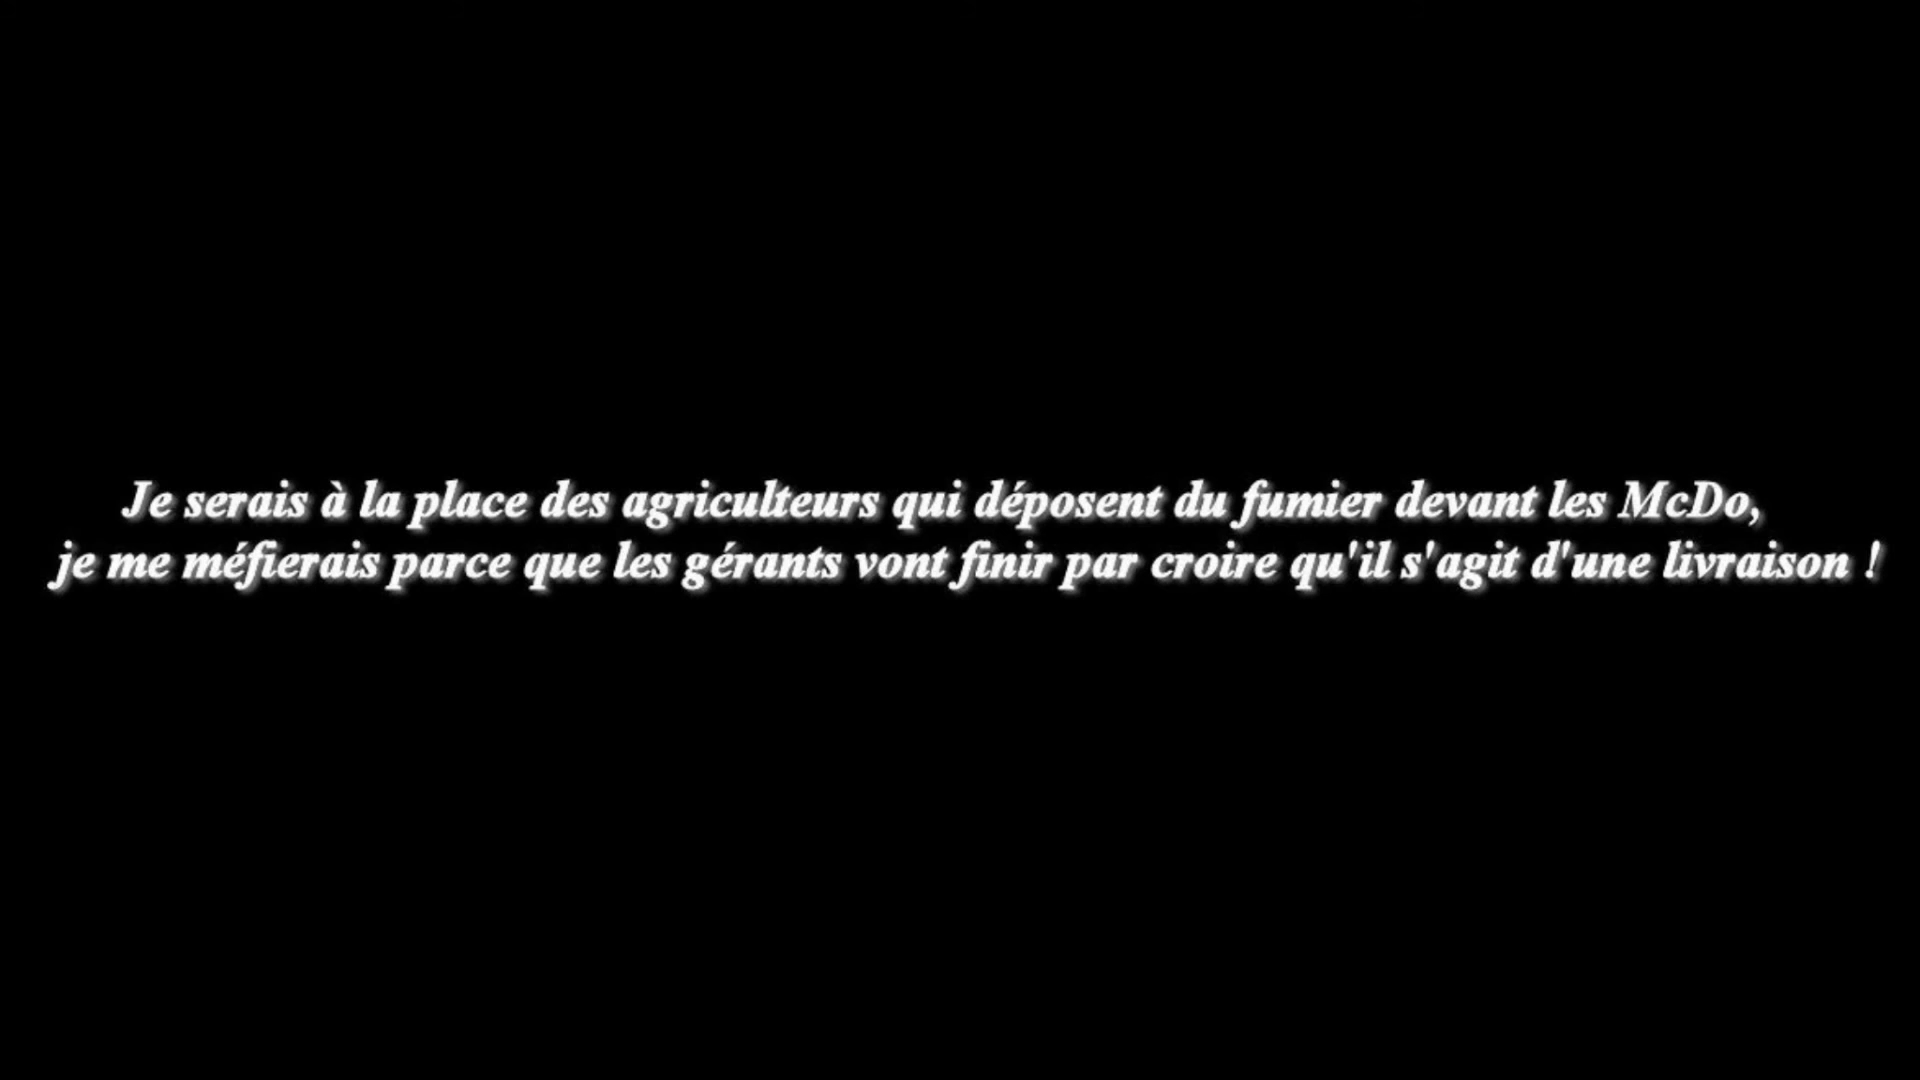 Je serais à la place des agriculteurs qui déposent du fumier devant les McDo,
je me méfierais parce que les gérants vont finir par croire qu'il s'agit d'une livraison !